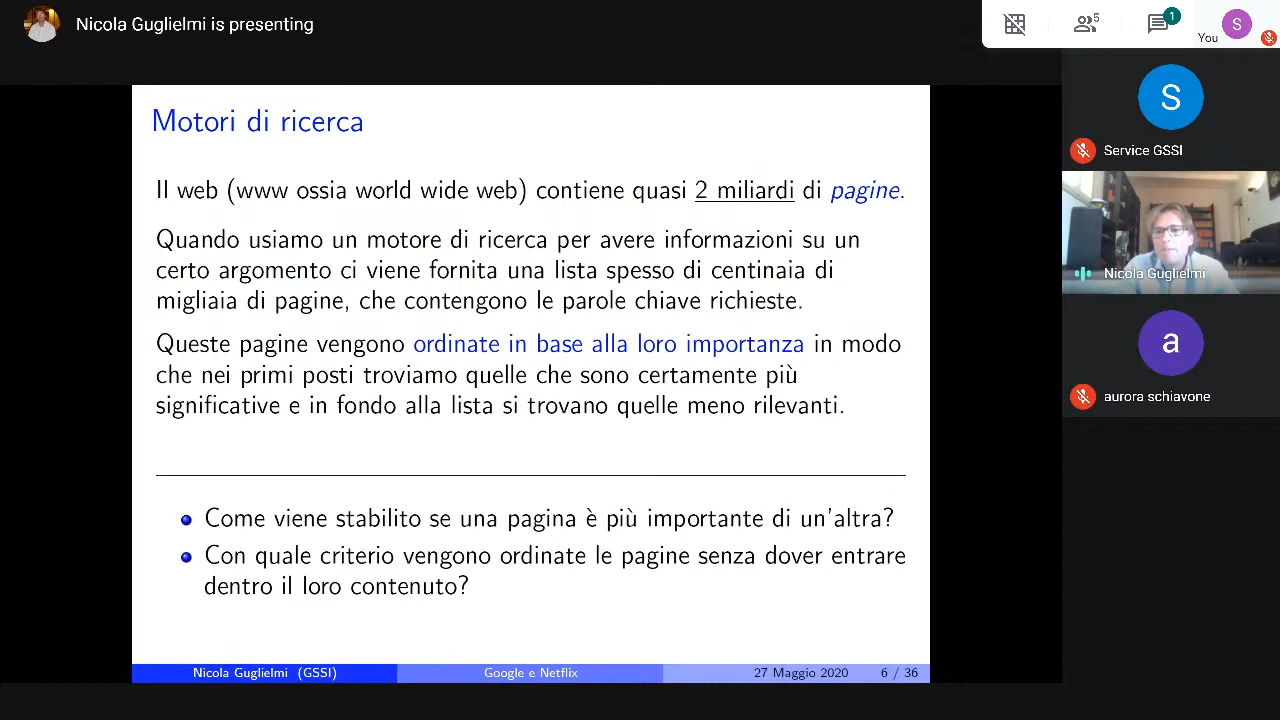 Nicola Guglielmi is presenting
5
1
You
S
Motori di ricerca
Il web (www ossia world wide web) contiene quasi 2 miliardi di pagine.
Quando usiamo un motore di ricerca per avere informazioni su un
certo argomento ci viene fornita una lista spesso di centinaia di
migliaia di pagine, che contengono le parole chiave richieste.
Queste pagine vengono ordinate in base alla loro importanza in modo
che nei primi posti troviamo quelle che sono certamente più
significative e in fondo alla lista si trovano quelle meno rilevanti.
Come viene stabilito se una pagina è più importante di un'altra?
Con quale criterio vengono ordinate le pagine senza dover entrare
dentro il loro contenuto?
Nicola Guglielmi (GSSI)
Google e Netflix
27 Maggio 2020
6 / 36
S
Service GSSI
Nicola Guglielmi
a
aurora schiavone